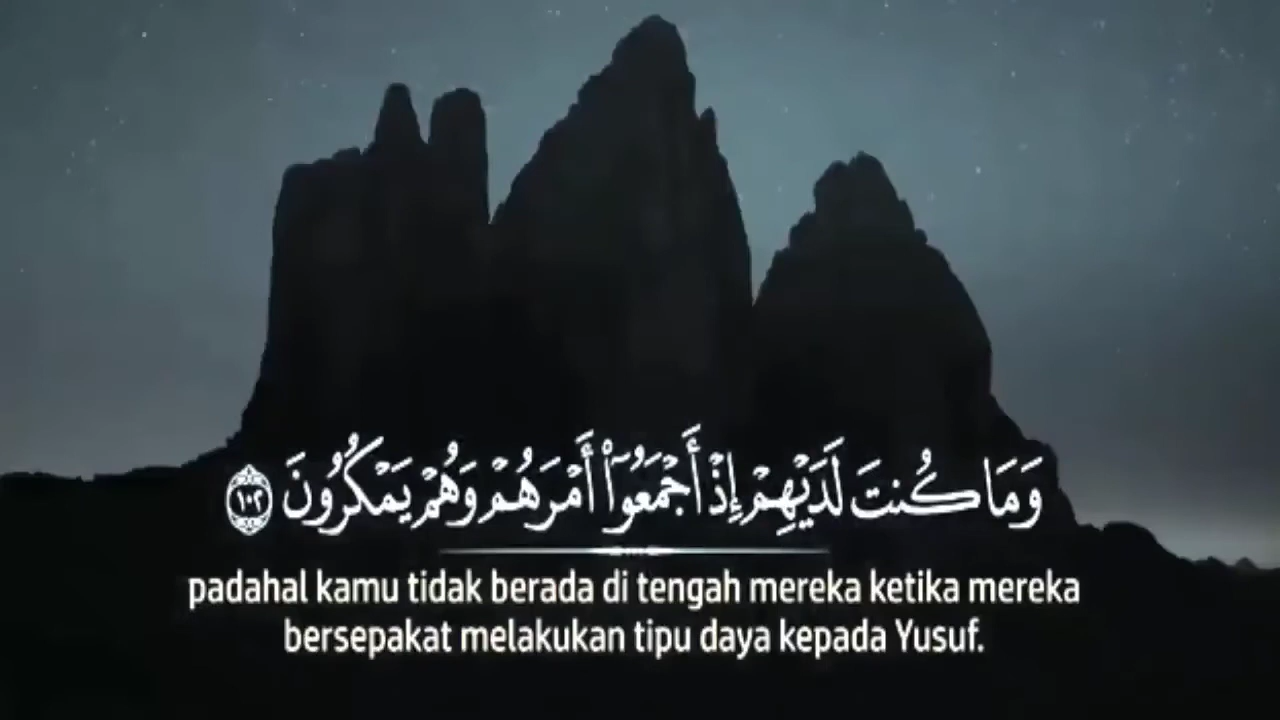 وَمَا كُنتَ لَدَيْهِمْ إِذْ أَجْمَعُوٓا۟ أَمْرَهُمْ وَهُمْ يَمْكُرُونَ ١٠٢
padahal kamu tidak berada di tengah mereka ketika mereka
bersepakat melakukan tipu daya kepada Yusuf.